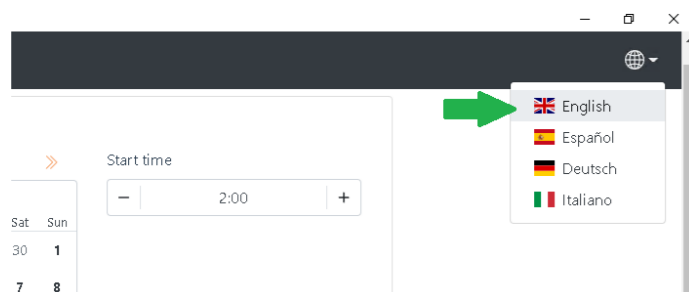 English
Español
Deutsch
Italiano
Start time
− 2:00 +
Sat Sun
30 1
7 8